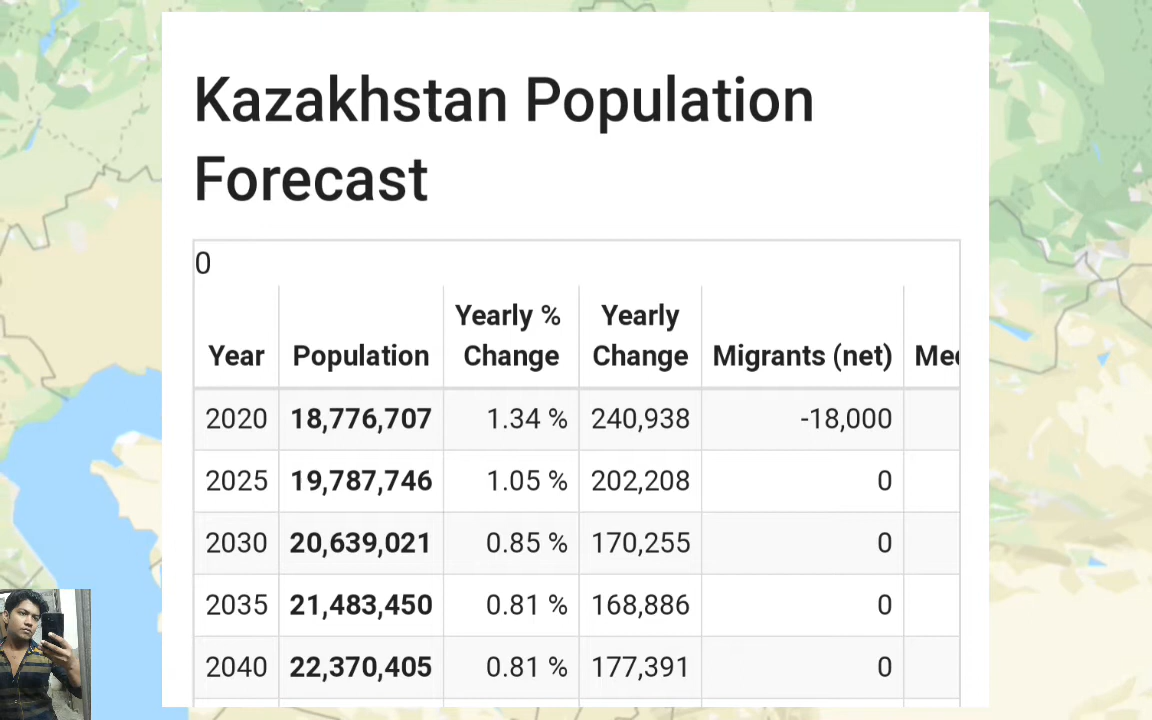 Kazakhstan Population
Forecast
0
Year Population Yearly % Change Yearly Change Migrants (net)
2020 18,776,707 1.34 % 240,938 -18,000
2025 19,787,746 1.05 % 202,208 0
2030 20,639,021 0.85 % 170,255 0
2035 21,483,450 0.81 % 168,886 0
2040 22,370,405 0.81 % 177,391 0